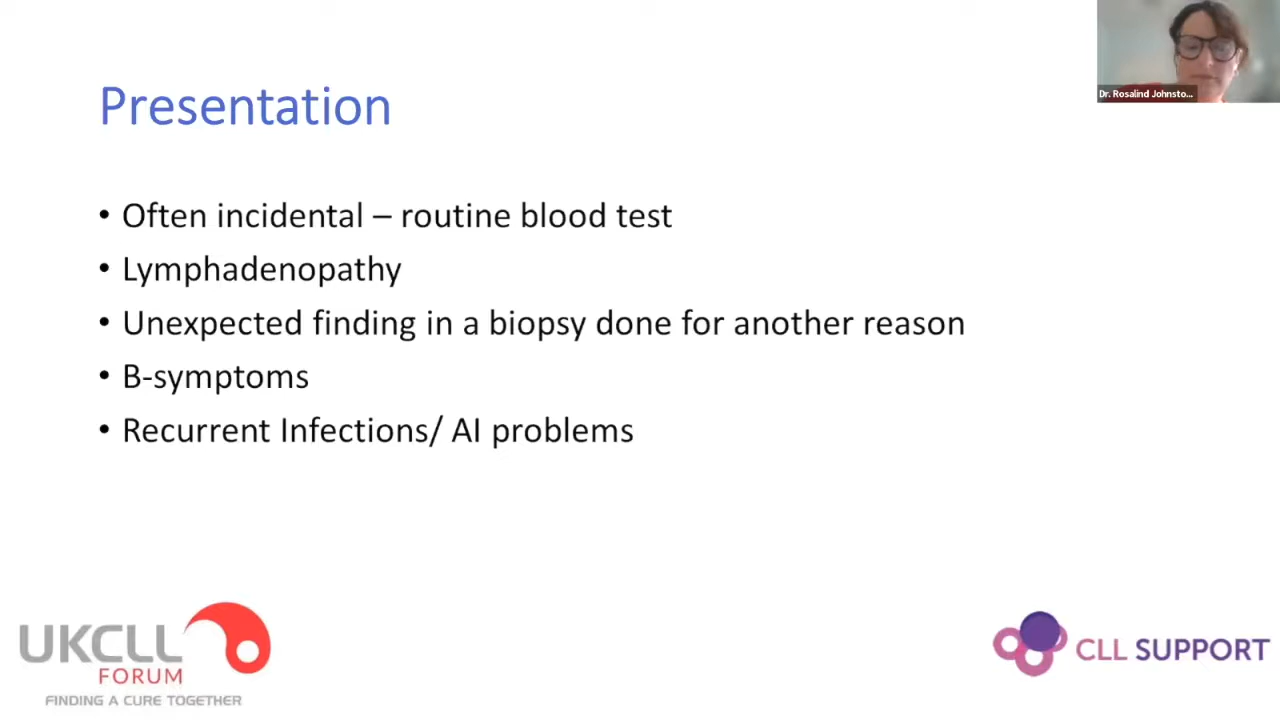 Dr. Rosalind Johnsto...
Presentation
• Often incidental – routine blood test
• Lymphadenopathy
• Unexpected finding in a biopsy done for another reason
• B-symptoms
• Recurrent Infections/ AI problems
UKCLL
FORUM
FINDING A CURE TOGETHER
CLL SUPPORT